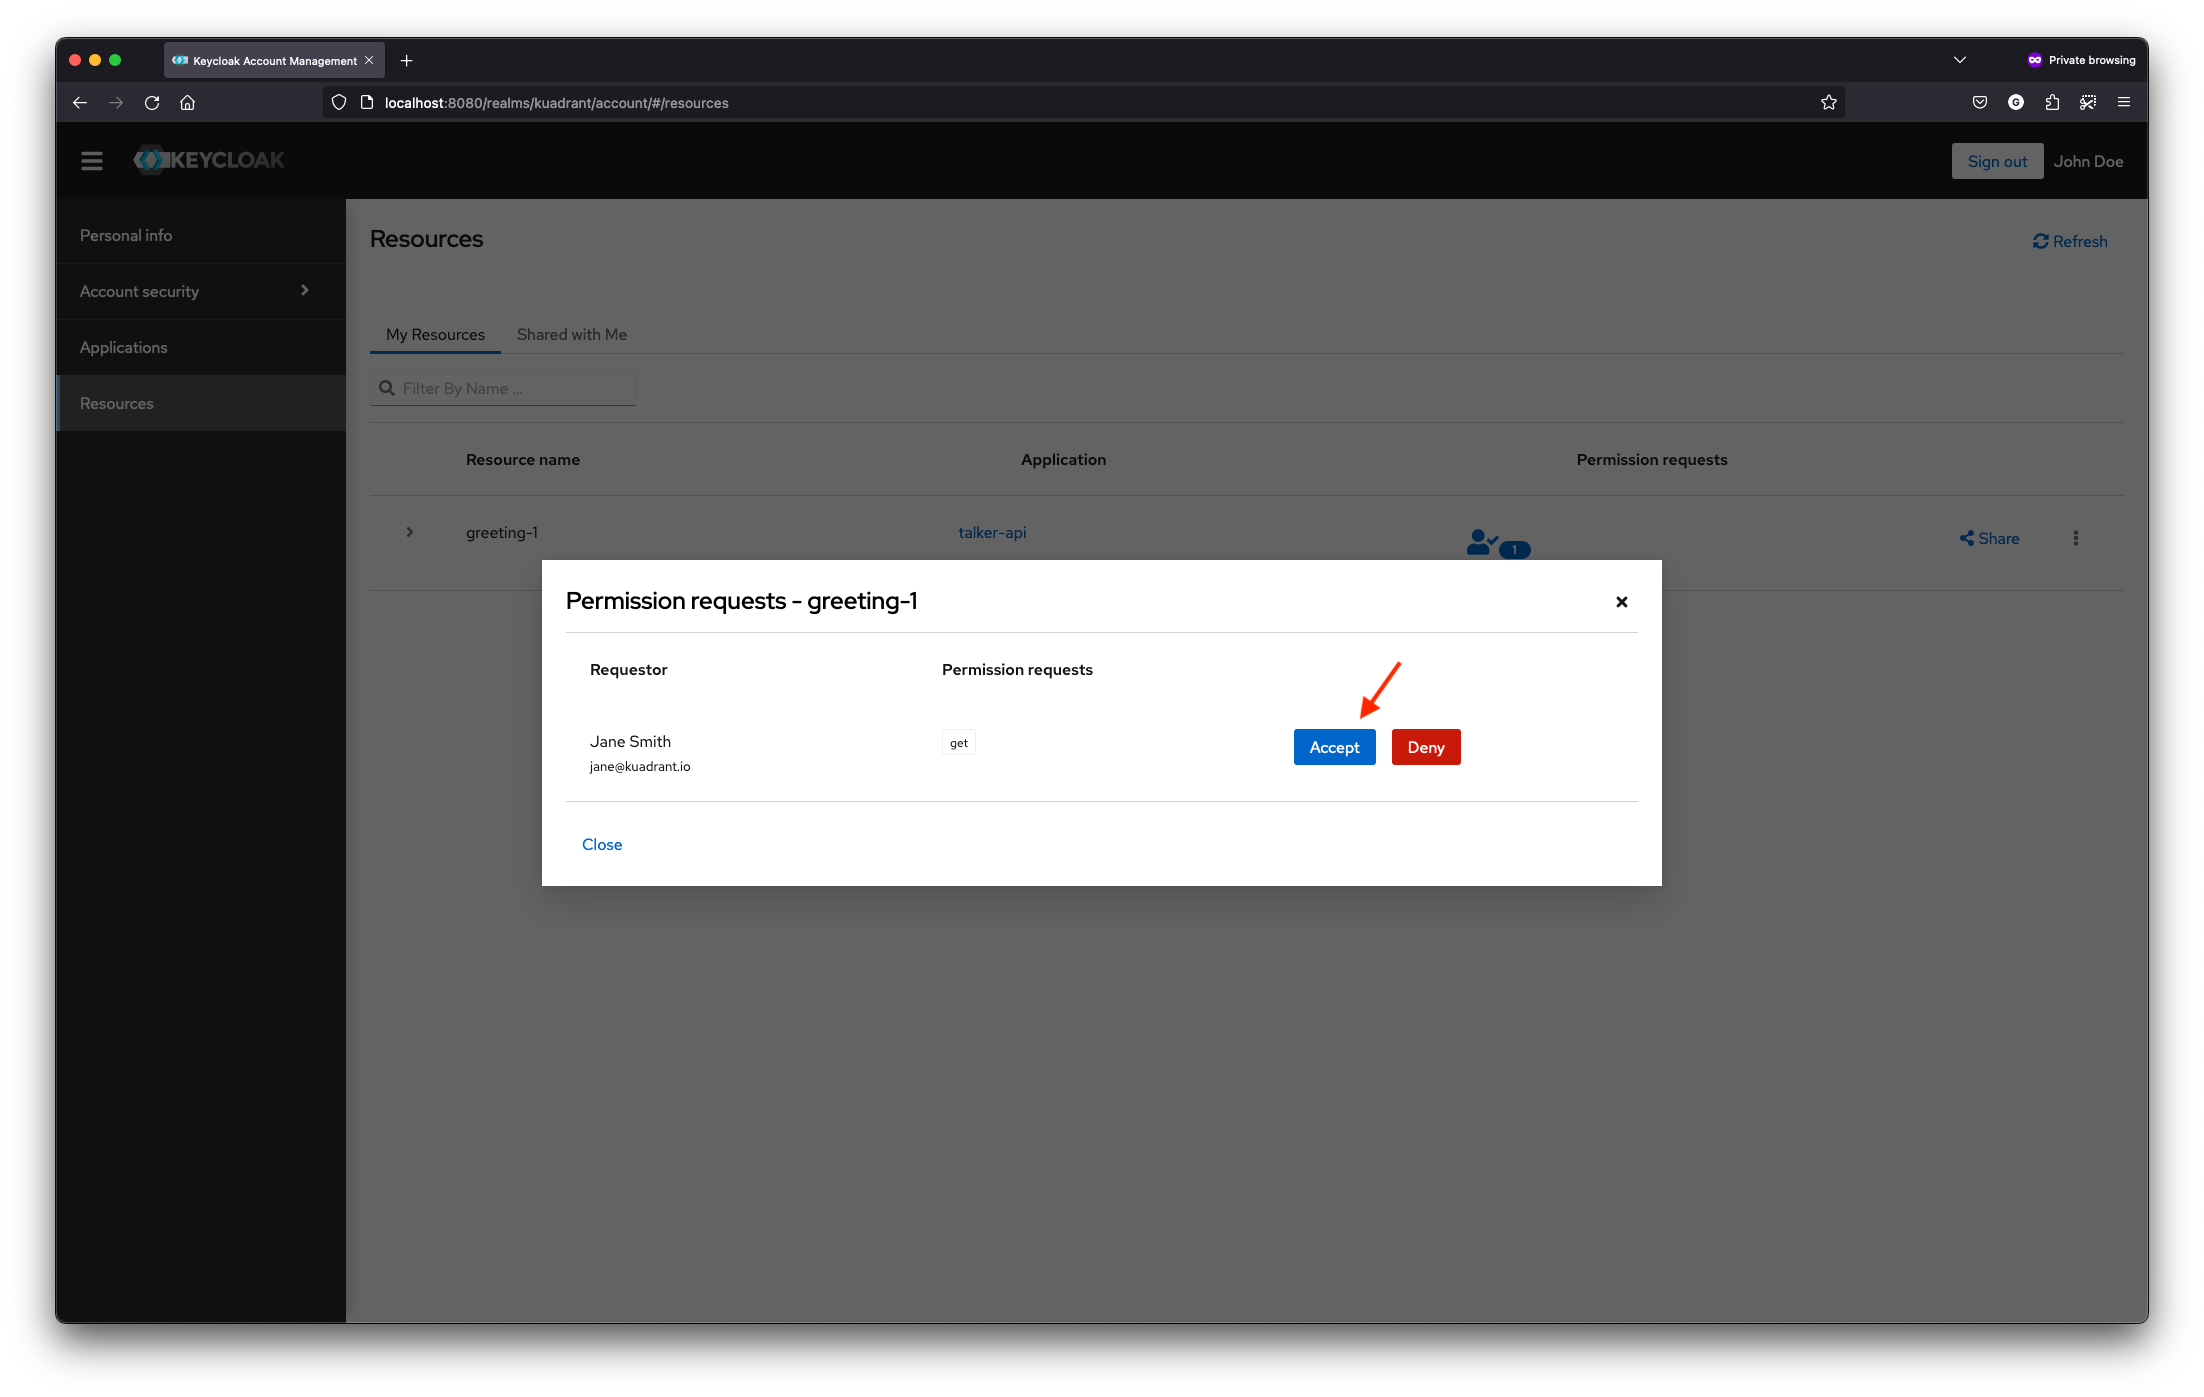 Keycloak Account Management
Private browsing
localhost:8080/realms/kuadrant/account/#/resources
G
KEYCLOAK
Sign out
John Doe
Personal info
Account security
Applications
Resources
Resources
Refresh
My Resources
Shared with Me
Filter By Name ...
Resource name
Application
Permission requests
greeting-1
talker-api
1
Share
Permission requests - greeting-1
Requestor
Permission requests
Jane Smith
get
Accept
Deny
jane@kuadrant.io
Close